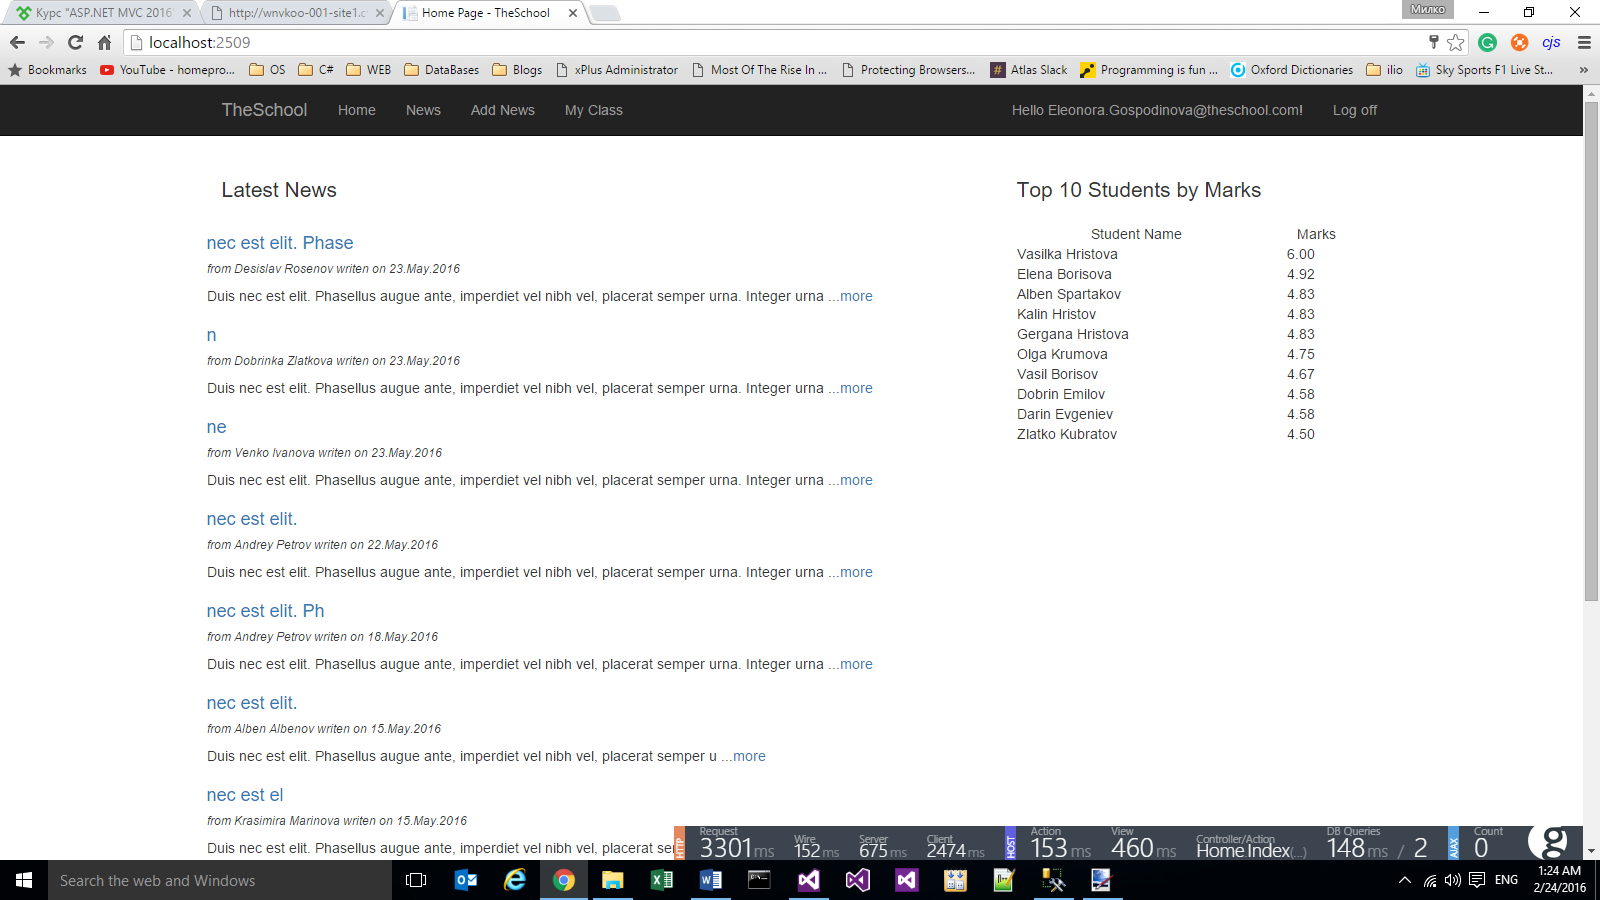 Курс "ASP.NET MVC 2016"
http://wnvkoo-001-site1.c
Home Page - TheSchool
Милко
localhost:2509
cjs
Bookmarks YouTube - homepro... OS C# WEB DataBases Blogs xPlus Administrator Most Of The Rise In ... Protecting Browsers... Atlas Slack Programming is fun ... Oxford Dictionaries ilio Sky Sports F1 Live St... »
TheSchool Home News Add News My Class Hello Eleonora.Gospodinova@theschool.com! Log off
Latest News
nec est elit. Phase
from Desislav Rosenov writen on 23.May.2016
Duis nec est elit. Phasellus augue ante, imperdiet vel nibh vel, placerat semper urna. Integer urna ...more
n
from Dobrinka Zlatkova writen on 23.May.2016
Duis nec est elit. Phasellus augue ante, imperdiet vel nibh vel, placerat semper urna. Integer urna ...more
ne
from Venko Ivanova writen on 23.May.2016
Duis nec est elit. Phasellus augue ante, imperdiet vel nibh vel, placerat semper urna. Integer urna ...more
nec est elit.
from Andrey Petrov writen on 22.May.2016
Duis nec est elit. Phasellus augue ante, imperdiet vel nibh vel, placerat semper urna. Integer urna ...more
nec est elit. Ph
from Andrey Petrov writen on 18.May.2016
Duis nec est elit. Phasellus augue ante, imperdiet vel nibh vel, placerat semper urna. Integer urna ...more
nec est elit.
from Alben Albenov writen on 15.May.2016
Duis nec est elit. Phasellus augue ante, imperdiet vel nibh vel, placerat semper u ...more
nec est el
from Krasimira Marinova writen on 15.May.2016
Duis nec est elit. Phasellus augue ante, imperdiet vel nibh vel, placerat se
Top 10 Students by Marks
Student Name Marks
Vasilka Hristova 6.00
Elena Borisova 4.92
Alben Spartakov 4.83
Kalin Hristov 4.83
Gergana Hristova 4.83
Olga Krumova 4.75
Vasil Borisov 4.67
Dobrin Emilov 4.58
Darin Evgeniev 4.58
Zlatko Kubratov 4.50
HTTP
Request
3301 ms
Wire
152 ms
Server
675 ms
Client
2474 ms
HOST
Action
153 ms
View
460 ms
Controller/Action
Home.Index(...)
DB Queries
148 ms / 2
AJAX
Count
0
g
Search the web and Windows
ENG
1:24 AM
2/24/2016